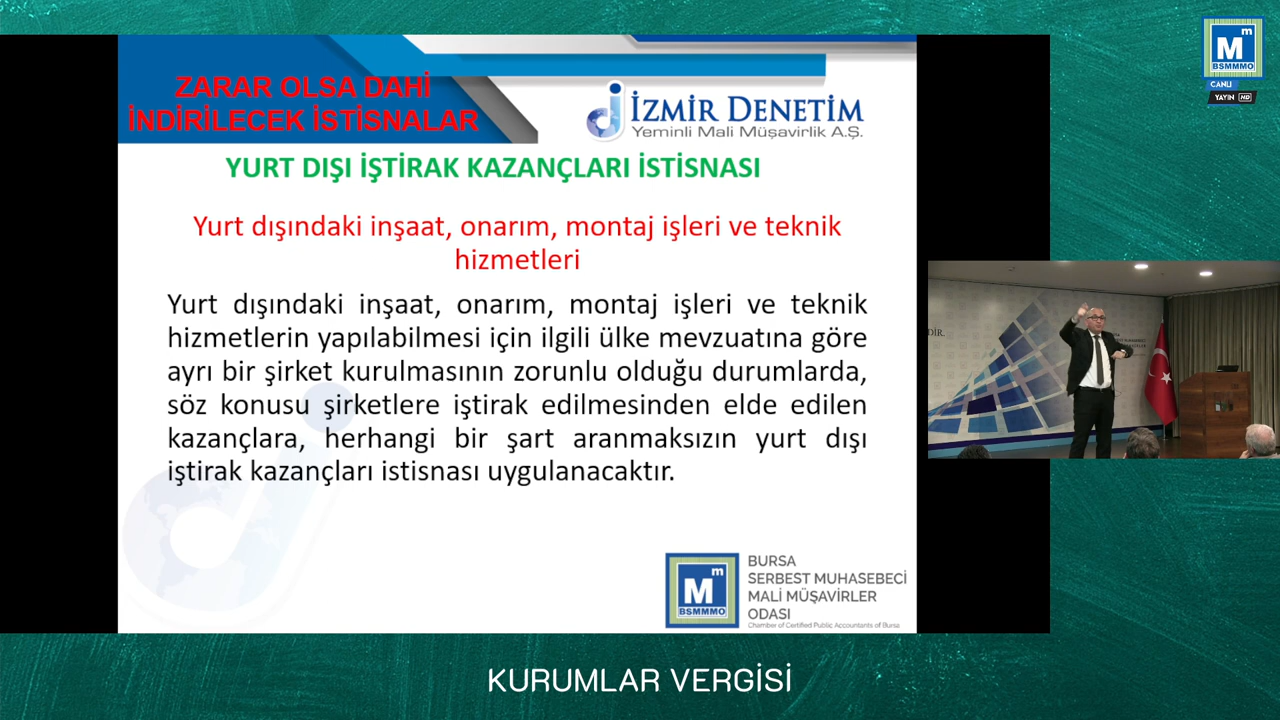 ZARAR OLSA DAHİ
İNDİRİLECEK İSTİSNALAR
İZMİR DENETİM
Yeminli Mali Müşavirlik A.Ş.
YURT DIŞI İŞTİRAK KAZANÇLARI İSTİSNASI
Yurt dışındaki inşaat, onarım, montaj işleri ve teknik
hizmetleri
Yurt dışındaki inşaat, onarım, montaj işleri ve teknik
hizmetlerin yapılabilmesi için ilgili ülke mevzuatına göre
ayrı bir şirket kurulmasının zorunlu olduğu durumlarda,
söz konusu şirketlere iştirak edilmesinden elde edilen
kazançlara, herhangi bir şart aranmaksızın yurt dışı
iştirak kazançları istisnası uygulanacaktır.
Mm
BSMMMO
BURSA
SERBEST MUHASEBECİ
MALİ MÜŞAVİRLER
ODASI
Chamber of Certified Public Accountants of Bursa
Mm
BSMMMO
CANLI
YAYIN HD
DİR.
KURUMLAR VERGİSİ